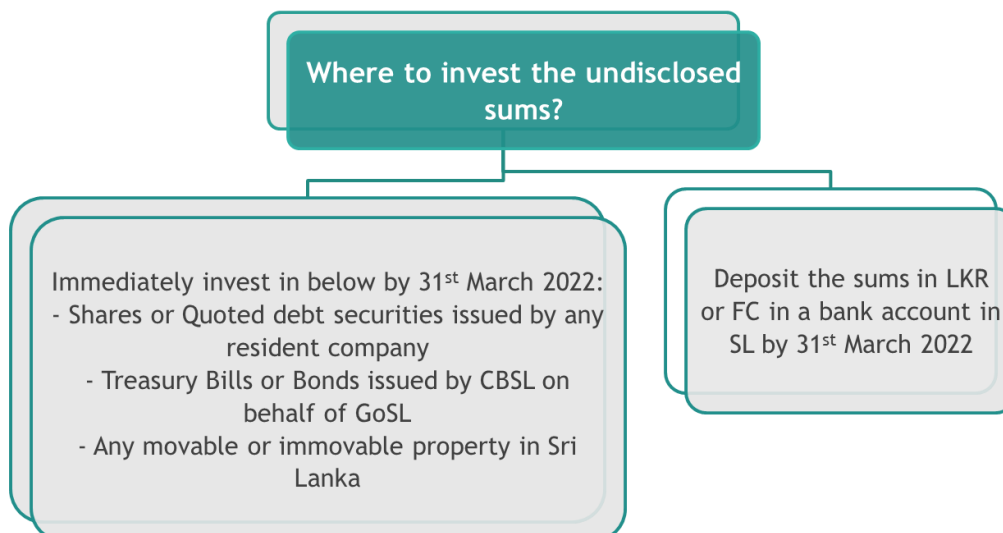 Where to invest the undisclosed
sums?
Immediately invest in below by 31st March 2022:
- Shares or Quoted debt securities issued by any
resident company
- Treasury Bills or Bonds issued by CBSL on
behalf of GoSL
- Any movable or immovable property in Sri
Lanka
Deposit the sums in LKR
or FC in a bank account in
SL by 31st March 2022